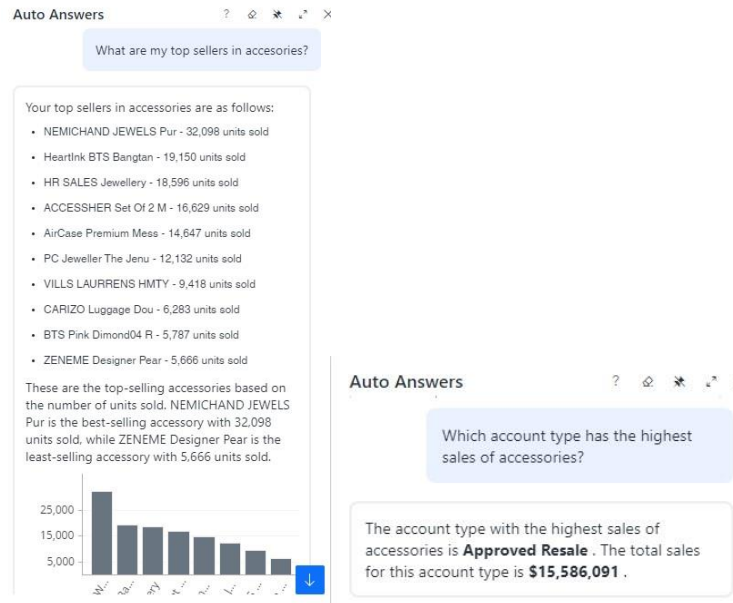 Auto Answers
?
What are my top sellers in accesories?
Your top sellers in accessories are as follows:
• NEMICHAND JEWELS Pur - 32,098 units sold
• HeartInk BTS Bangtan - 19,150 units sold
• HR SALES Jewellery - 18,596 units sold
• ACCESSHER Set Of 2 M - 16,629 units sold
• AirCase Premium Mess - 14,647 units sold
• PC Jeweller The Jenu - 12,132 units sold
• VILLS LAURRENS HMTY - 9,418 units sold
• CARIZO Luggage Dou - 6,283 units sold
• BTS Pink Dimond04 R - 5,787 units sold
• ZENEME Designer Pear - 5,666 units sold
These are the top-selling accessories based on
the number of units sold. NEMICHAND JEWELS
Pur is the best-selling accessory with 32,098
units sold, while ZENEME Designer Pear is the
least-selling accessory with 5,666 units sold.
25,000
15,000
5,000
Auto Answers
?
Which account type has the highest
sales of accessories?
The account type with the highest sales of
accessories is Approved Resale . The total sales
for this account type is $15,586,091 .